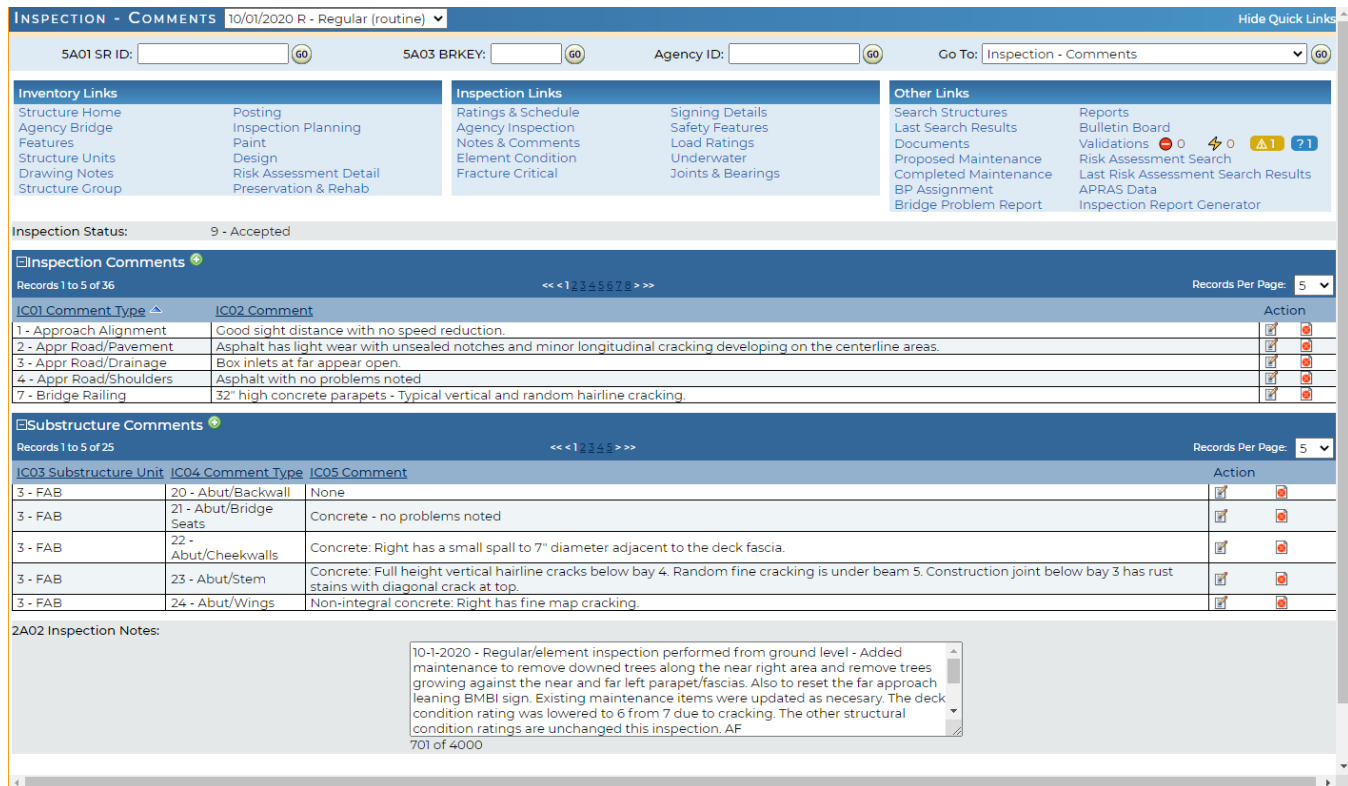 INSPECTION - COMMENTS 10/01/2020 R - Regular (routine) Hide Quick Links
5A01 SR ID: GO 5A03 BRKEY: GO Agency ID: GO Go To: Inspection - Comments GO
Inventory Links Inspection Links Other Links
Structure Home Posting Ratings & Schedule Signing Details Search Structures Reports
Agency Bridge Inspection Planning Agency Inspection Safety Features Last Search Results Bulletin Board
Features Paint Notes & Comments Load Ratings Documents Validations 0 0 1 ? 1
Structure Units Design Element Condition Underwater Proposed Maintenance Risk Assessment Search
Drawing Notes Risk Assessment Detail Fracture Critical Joints & Bearings Completed Maintenance Last Risk Assessment Search Results
Structure Group Preservation & Rehab BP Assignment APRAS Data
Bridge Problem Report Inspection Report Generator
Inspection Status: 9 - Accepted
Inspection Comments
Records 1 to 5 of 36 << < 1 2 3 4 5 6 7 8 > >> Records Per Page: 5
IC01 Comment Type IC02 Comment Action
1 - Approach Alignment Good sight distance with no speed reduction.
2 - Appr Road/Pavement Asphalt has light wear with unsealed notches and minor longitudinal cracking developing on the centerline areas.
3 - Appr Road/Drainage Box inlets at far appear open.
4 - Appr Road/Shoulders Asphalt with no problems noted
7 - Bridge Railing 32" high concrete parapets - Typical vertical and random hairline cracking.
Substructure Comments
Records 1 to 5 of 25 << < 1 2 3 4 5 > >> Records Per Page: 5
IC03 Substructure Unit IC04 Comment Type IC05 Comment Action
3 - FAB 20 - Abut/Backwall None
3 - FAB 21 - Abut/Bridge Seats Concrete - no problems noted
3 - FAB 22 - Abut/Cheekwalls Concrete: Right has a small spall to 7" diameter adjacent to the deck fascia.
3 - FAB 23 - Abut/Stem Concrete: Full height vertical hairline cracks below bay 4. Random fine cracking is under beam 5. Construction joint below bay 3 has rust
stains with diagonal crack at top.
3 - FAB 24 - Abut/Wings Non-integral concrete: Right has fine map cracking.
2A02 Inspection Notes:
10-1-2020 - Regular/element inspection performed from ground level - Added
maintenance to remove downed trees along the near right area and remove trees
growing against the near and far left parapet/fascias. Also to reset the far approach
leaning BMBI sign. Existing maintenance items were updated as necesary. The deck
condition rating was lowered to 6 from 7 due to cracking. The other structural
condition ratings are unchanged this inspection. AF
701 of 4000